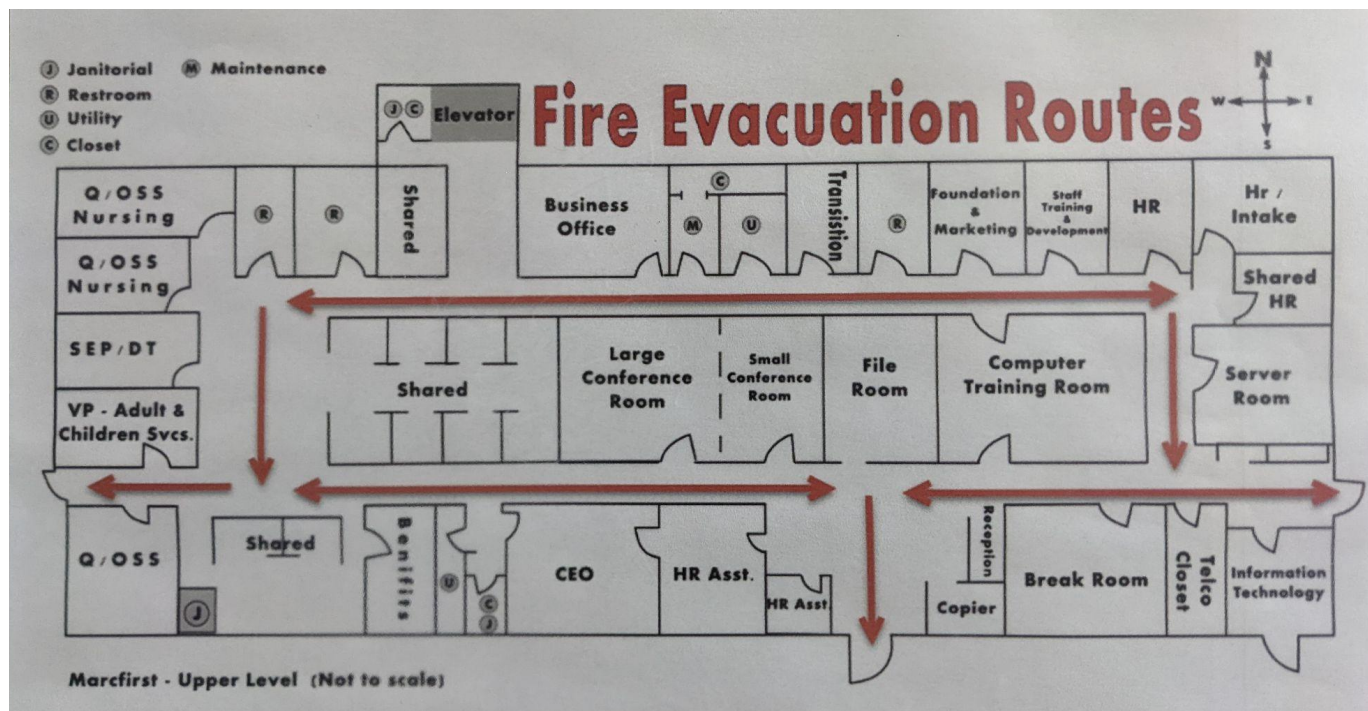 J Janitorial
M Maintenance
R Restroom
U Utility
C Closet
Fire Evacuation Routes
N
W
E
S
J C
Elevator
Q/OSS
Nursing
R
R
Shared
Business
Office
C
M
U
Transistion
R
Foundation
&
Marketing
Staff
Training
&
Development
HR
Hr /
Intake
Q/OSS
Nursing
Shared
HR
SEP/DT
VP - Adult &
Children Svcs.
Shared
Large
Conference
Room
Small
Conference
Room
File
Room
Computer
Training Room
Server
Room
Q/OSS
J
Shared
Benifits
U
C
J
CEO
HR Asst.
HR Asst.
Reception
Copier
Break Room
Telco
Closet
Information
Technology
Marcfirst - Upper Level (Not to scale)